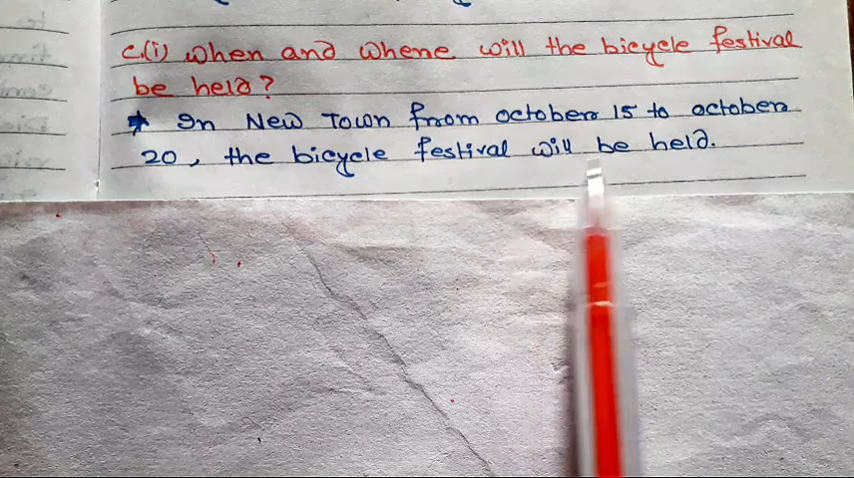 c.(i) when and where will the bicycle festival
be held?
* In New Town from october 15 to october
20, the bicycle festival will be held.